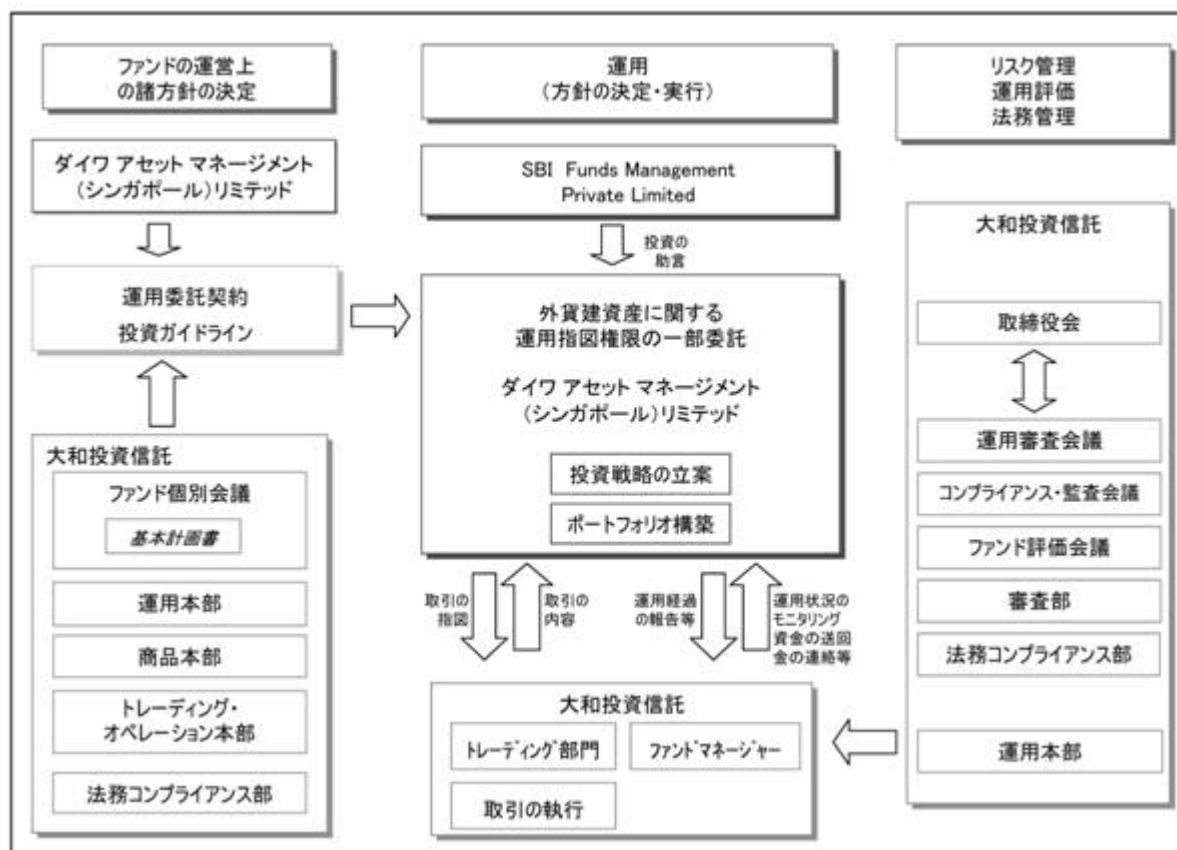 ファンドの運営上
の諸方針の決定
ダイワ アセット マネージメント
(シンガポール)リミテッド
運用委託契約
投資ガイドライン
大和投資信託
ファンド個別会議
基本計画書
運用本部
商品本部
トレーディング・
オペレーション本部
法務コンプライアンス部
運用
(方針の決定・実行)
SBI Funds Management
Private Limited
投資の
助言
外貨建資産に関する
運用指図権限の一部委託
ダイワ アセット マネージメント
(シンガポール)リミテッド
投資戦略の立案
ポートフォリオ構築
取引の
指図
取引の
内容
運用経過
の報告等
運用状況の
モニタリング
資金の送回
金の連絡等
大和投資信託
トレーディング部門
ファンドマネージャー
取引の執行
リスク管理
運用評価
法務管理
大和投資信託
取締役会
運用審査会議
コンプライアンス・監査会議
ファンド評価会議
審査部
法務コンプライアンス部
運用本部